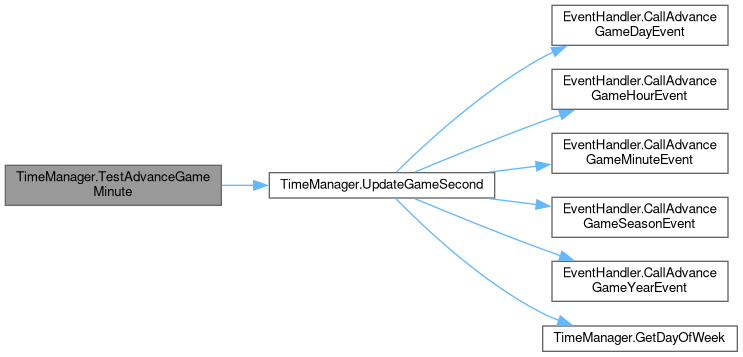 TimeManager.TestAdvanceGame
Minute
TimeManager.UpdateGameSecond
EventHandler.CallAdvance
GameDayEvent
EventHandler.CallAdvance
GameHourEvent
EventHandler.CallAdvance
GameMinuteEvent
EventHandler.CallAdvance
GameSeasonEvent
EventHandler.CallAdvance
GameYearEvent
TimeManager.GetDayOfWeek